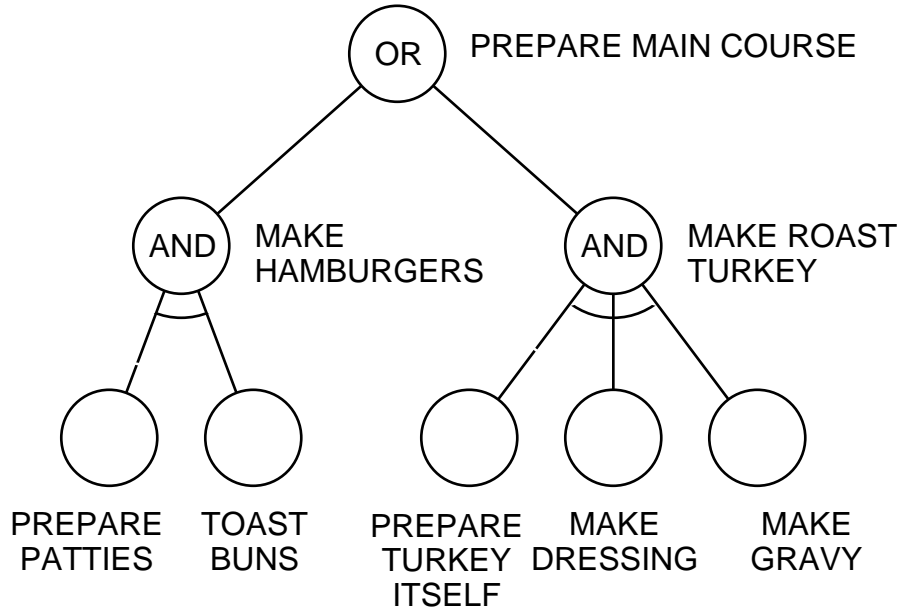 OR
PREPARE MAIN COURSE
AND
MAKE
HAMBURGERS
AND
MAKE ROAST
TURKEY
PREPARE
PATTIES
TOAST
BUNS
PREPARE
TURKEY
ITSELF
MAKE
DRESSING
MAKE
GRAVY